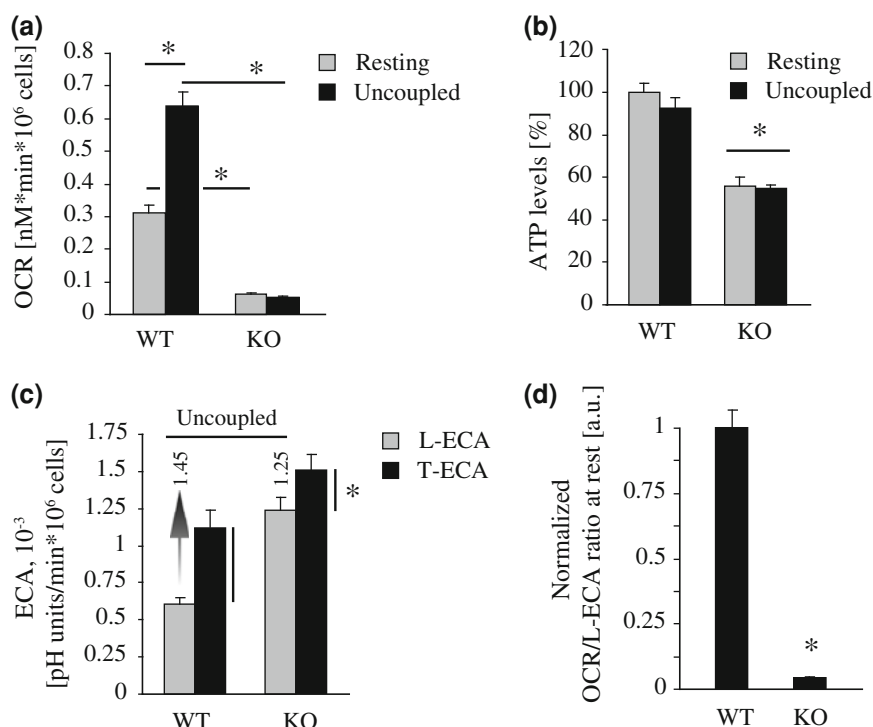 (a)
OCR [nM*min*10⁶ cells]
0.8
0.7
0.6
0.5
0.4
0.3
0.2
0.1
0
*
*
*
Resting
Uncoupled
WT
KO
(b)
ATP levels [%]
120
100
80
60
40
20
0
Resting
Uncoupled
*
WT
KO
(c)
ECA, 10⁻³
[pH units/min*10⁶ cells]
1.75
1.5
1.25
1
0.75
0.5
0.25
0
Uncoupled
1.45
1.25
L-ECA
T-ECA
*
WT
KO
(d)
Normalized
OCR/L-ECA ratio at rest [a.u.]
1
0.75
0.5
0.25
0
*
WT
KO